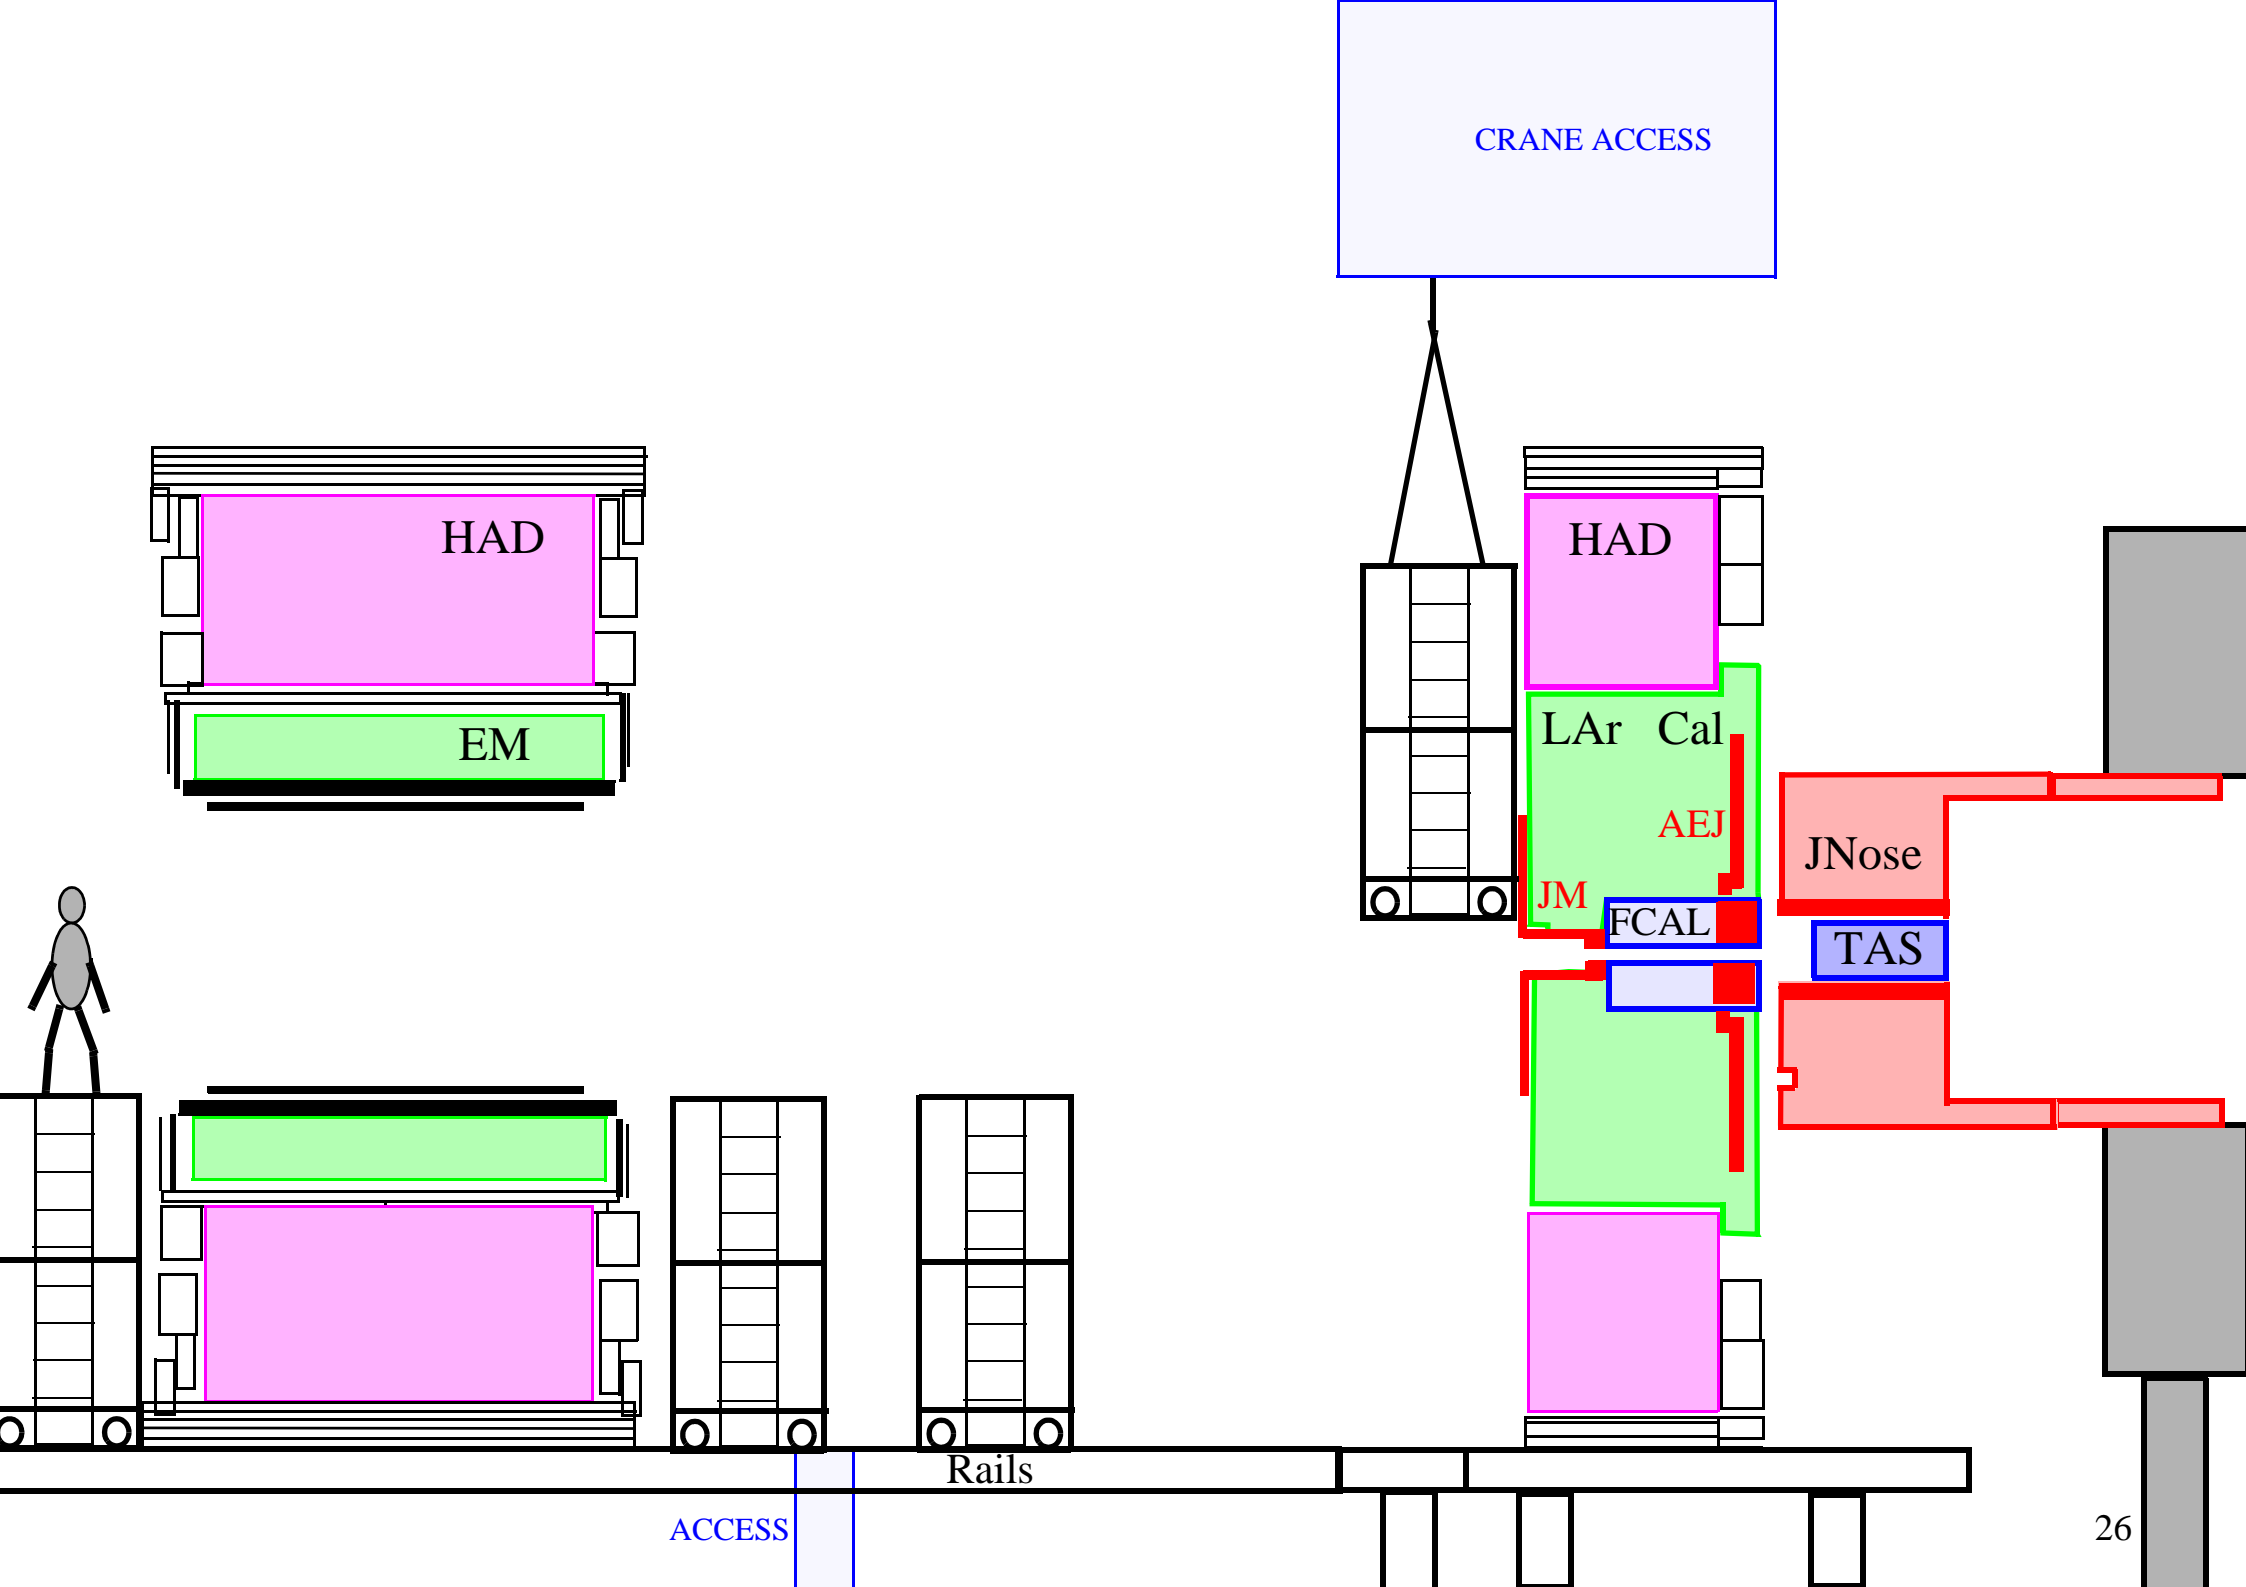 CRANE ACCESS
HAD
HAD
EM
LAr Cal
AEJ
JNose
JM
FCAL
TAS
Rails
ACCESS
26